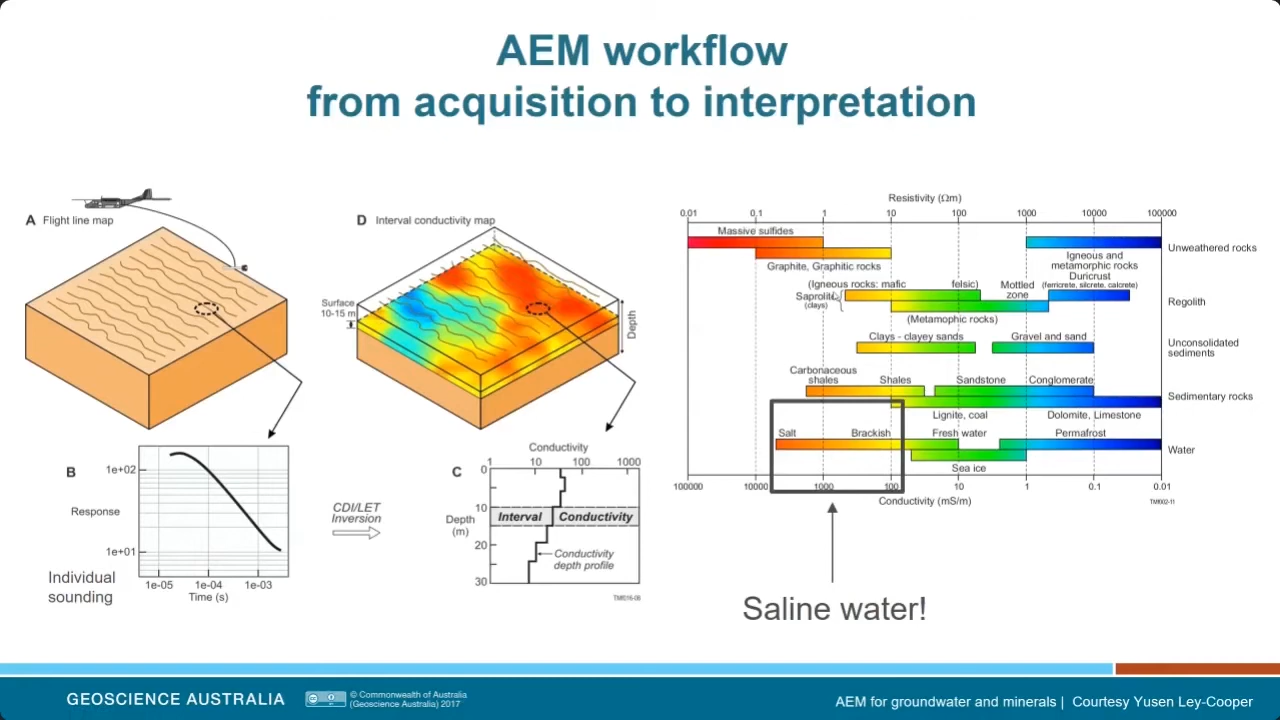 AEM workflow
from acquisition to interpretation
A Flight line map
D Interval conductivity map
Surface
10-15 m
Depth
B
Response
1e+02
1e+01
1e-05 1e-04 1e-03
Time (s)
Individual
sounding
CDI/LET
Inversion
C
Conductivity
1 10 100 1000
Depth
(m)
0
10
20
30
Interval Conductivity
Conductivity
depth profile
Resistivity (Ωm)
0.01 0.1 1 10 100 1000 10000 100000
Massive sulfides
Unweathered rocks
Graphite, Graphitic rocks
Igneous and
metamorphic rocks
Duricrust
(ferricrete, silcrete, calcrete)
(Igneous rocks: mafic felsic)
Mottled
zone
Saprolite
(clays)
Regolith
(Metamophic rocks)
Clays - clayey sands
Gravel and sand
Unconsolidated
sediments
Carbonaceous
shales
Shales
Sandstone
Conglomerate
Sedimentary rocks
Lignite, coal
Dolomite, Limestone
Salt
Brackish
Fresh water
Permafrost
Water
Sea ice
100000 10000 1000 100 10 1 0.1 0.01
Conductivity (mS/m)
Saline water!
GEOSCIENCE AUSTRALIA
© Commonwealth of Australia
(Geoscience Australia) 2017
AEM for groundwater and minerals | Courtesy Yusen Ley-Cooper